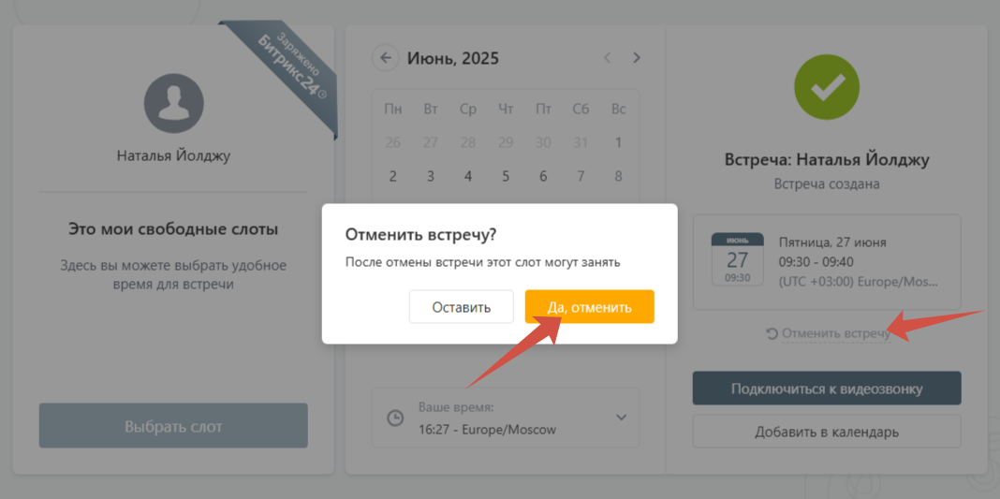 Заряжено
Битрикс24
Наталья Йолджу
Это мои свободные слоты
Здесь вы можете выбрать удобное
время для встречи
Выбрать слот
Июнь, 2025
Пн Вт Ср Чт Пт Сб Вс
26 27 28 29 30 31 1
2 3 4 5 6 7 8
Отменить встречу?
После отмены встречи этот слот могут занять
Оставить
Да, отменить
Ваше время:
16:27 - Europe/Moscow
Встреча: Наталья Йолджу
Встреча создана
июнь
27
09:30
Пятница, 27 июня
09:30 - 09:40
(UTC +03:00) Europe/Mos...
Отменить встречу
Подключиться к видеозвонку
Добавить в календарь